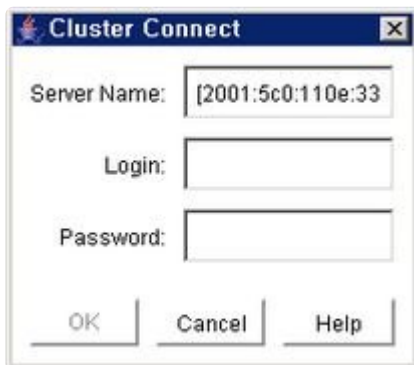 Cluster Connect
Server Name: [2001:5c0:110e:33
Login:
Password:
OK Cancel Help